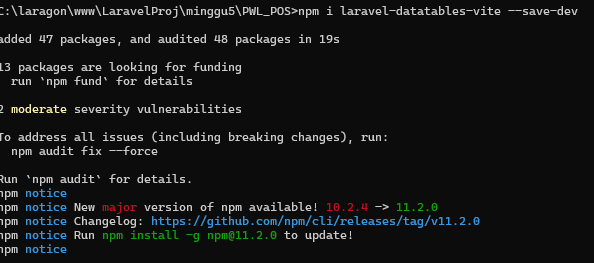 C:\laragon\www\LaravelProj\minggu5\PWL_POS>npm i laravel-datatables-vite --save-dev
added 47 packages, and audited 48 packages in 19s
13 packages are looking for funding
run `npm fund` for details
2 moderate severity vulnerabilities
To address all issues (including breaking changes), run:
npm audit fix --force
Run `npm audit` for details.
npm notice
npm notice New major version of npm available! 10.2.4 -> 11.2.0
npm notice Changelog: https://github.com/npm/cli/releases/tag/v11.2.0
npm notice Run npm install -g npm@11.2.0 to update!
npm notice